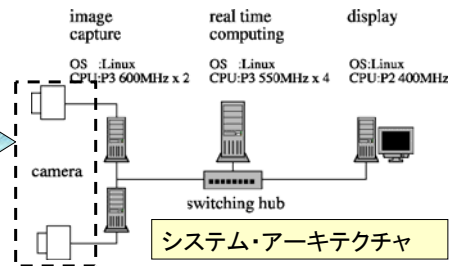 image
capture
real time
computing
display
OS :Linux
CPU:P3 600MHz x 2
OS :Linux
CPU:P3 550MHz x 4
OS:Linux
CPU:P2 400MHz
camera
switching hub
システム・アーキテクチャ